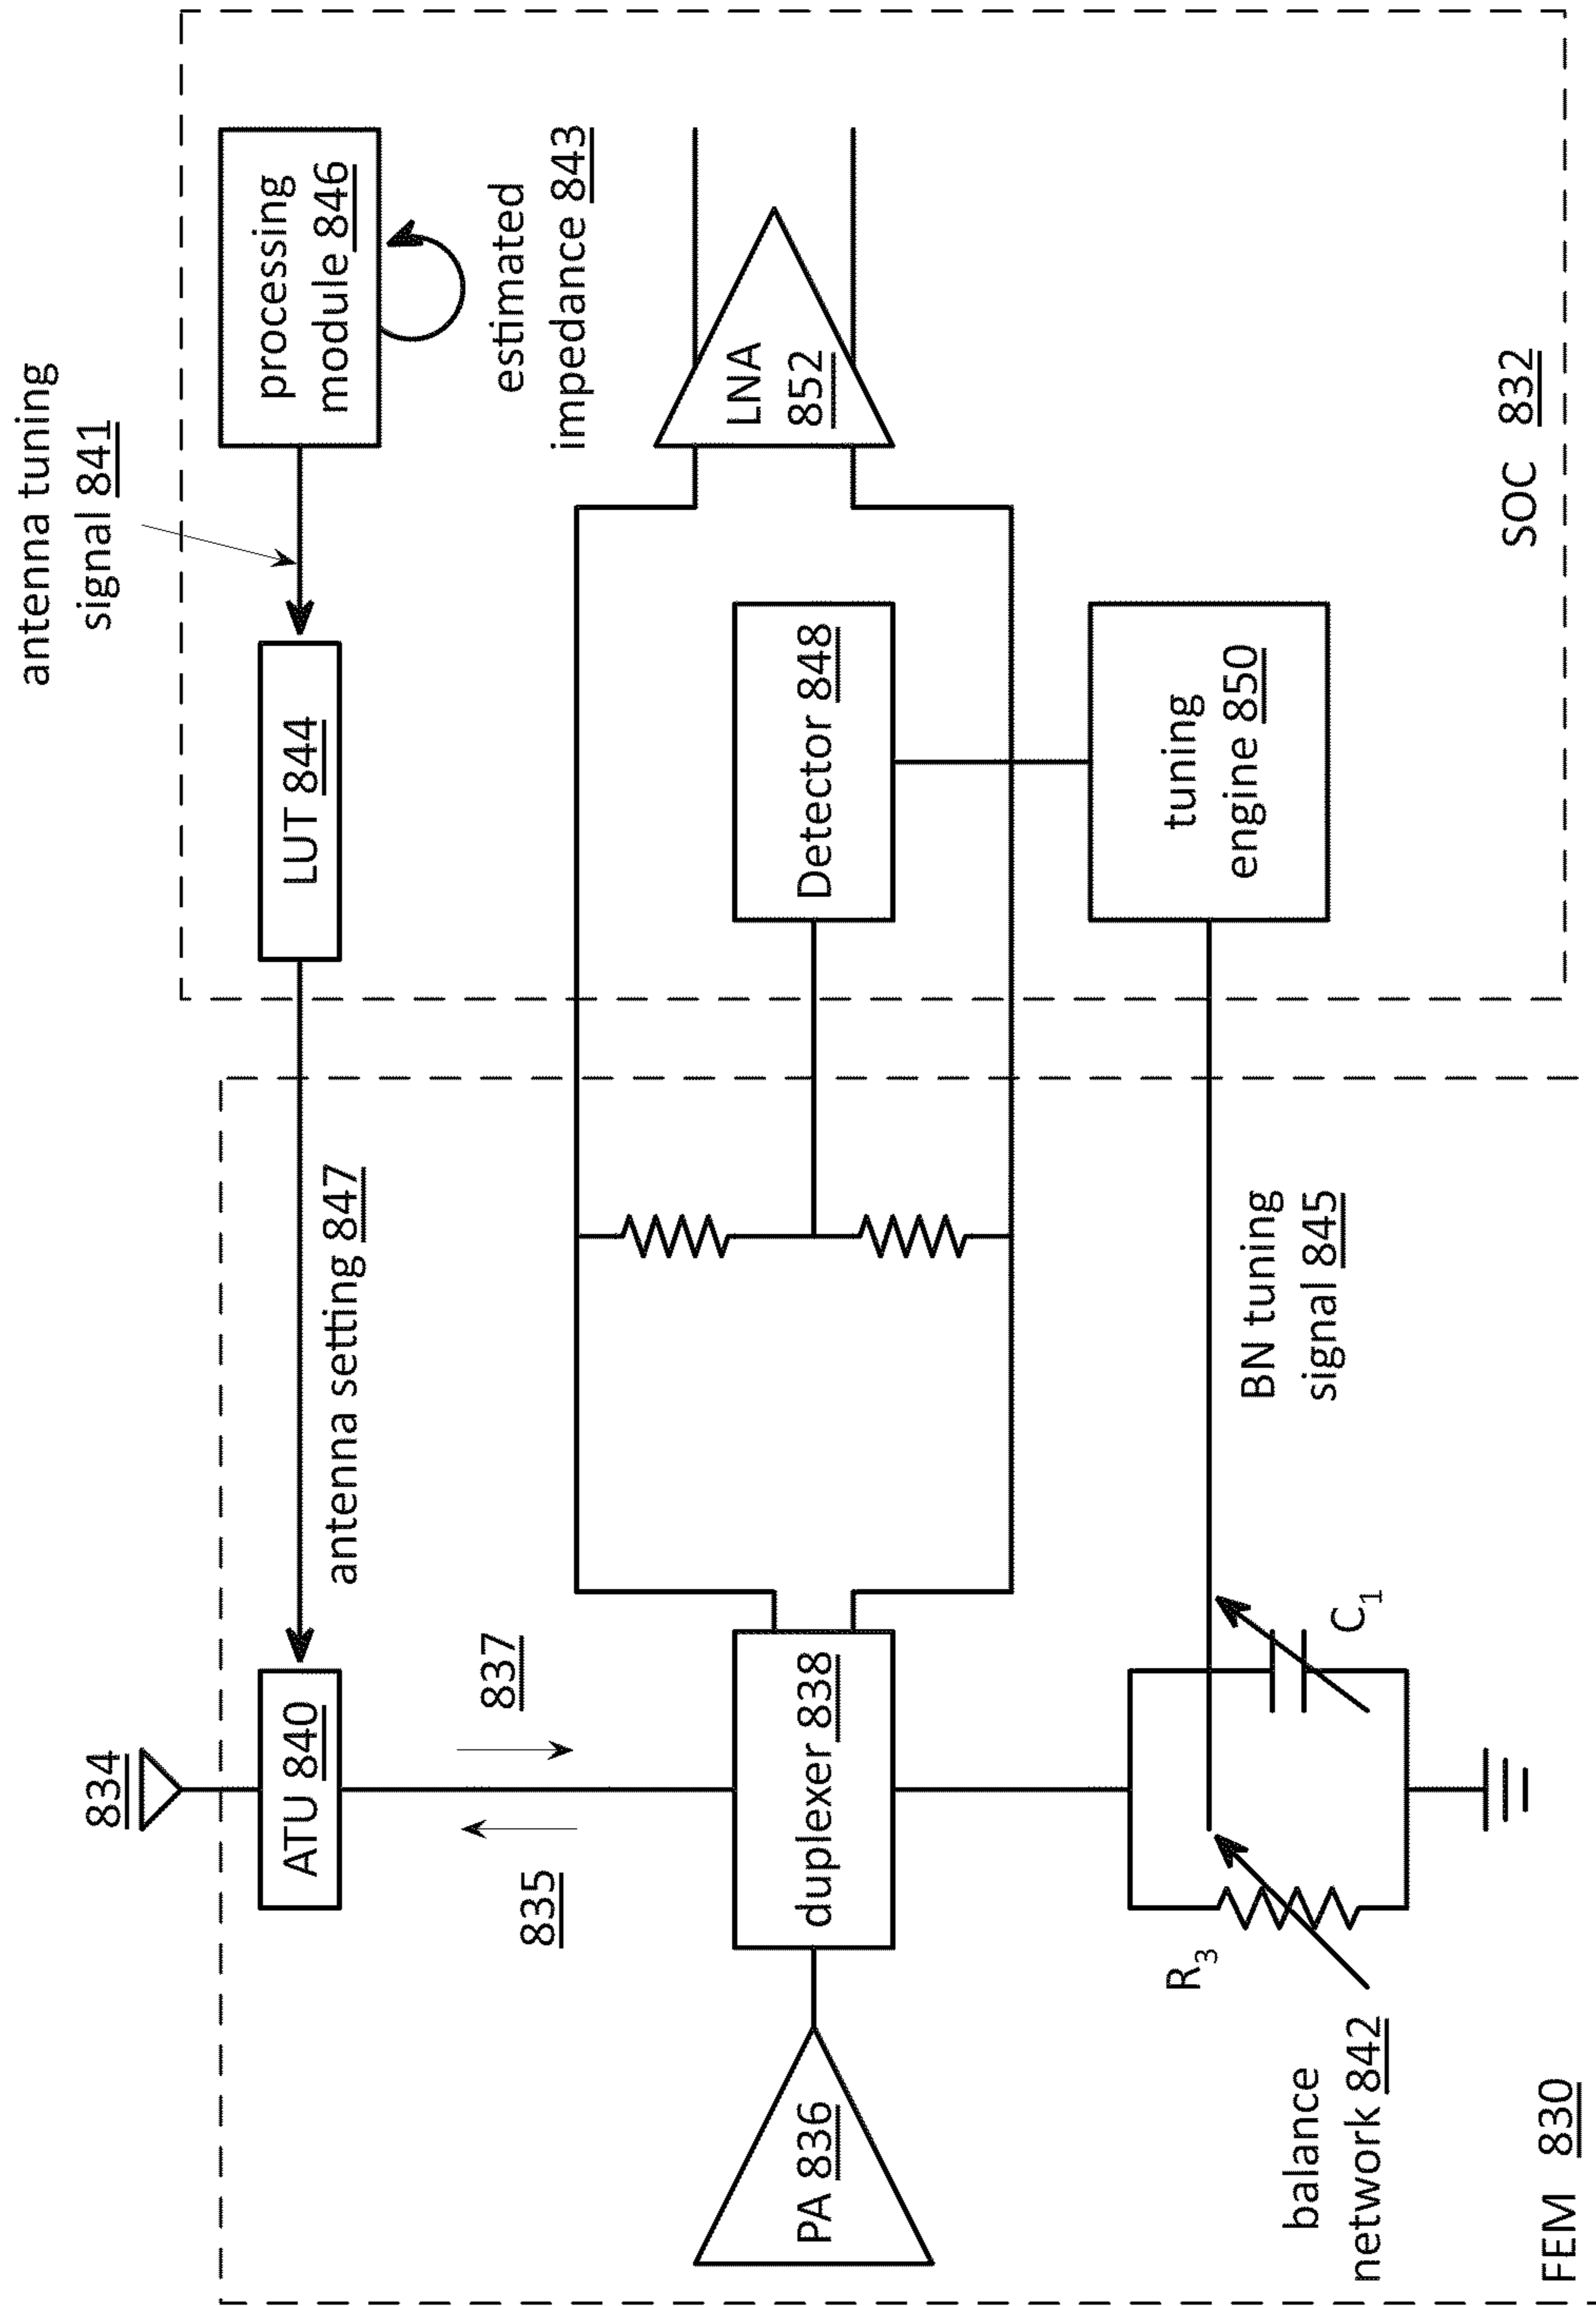 antenna tuning
signal 841
processing
module 846
LUT 844
estimated
impedance 843
834
ATU 840
antenna setting 847
835
837
LNA
852
PA 836
duplexer 838
Detector 848
tuning
engine 850
BN tuning
signal 845
R3
C1
balance
network 842
FEM 830
SOC 832